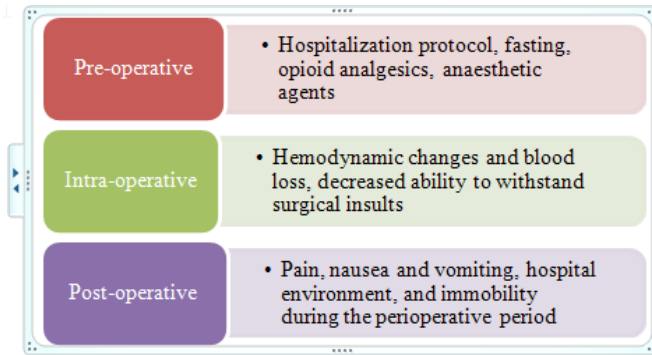 Pre-operative
• Hospitalization protocol, fasting,
opioid analgesics, anaesthetic
agents
Intra-operative
• Hemodynamic changes and blood
loss, decreased ability to withstand
surgical insults
Post-operative
• Pain, nausea and vomiting, hospital
environment, and immobility
during the perioperative period